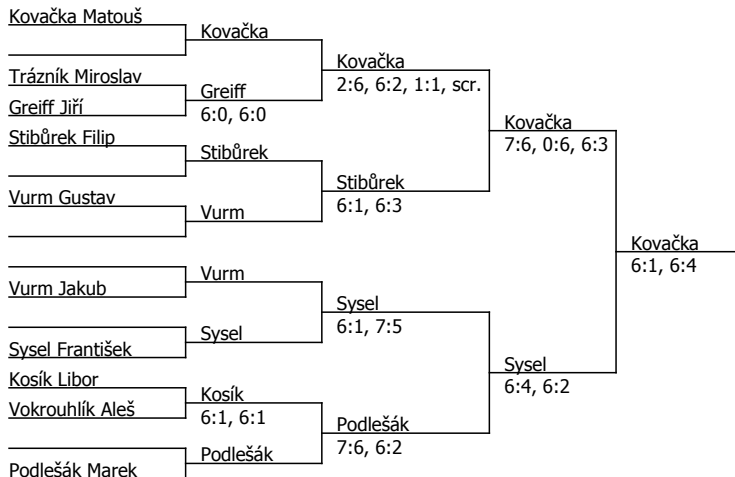 Kovačka Matouš
Trázník Miroslav
Greiff Jiří
Stibůrek Filip
Vurm Gustav
Vurm Jakub
Sysel František
Kosík Libor
Vokrouhlík Aleš
Podlešák Marek
Kovačka
Greiff
6:0, 6:0
Stibůrek
Vurm
Vurm
Sysel
Kosík
6:1, 6:1
Podlešák
Kovačka
2:6, 6:2, 1:1, scr.
Stibůrek
6:1, 6:3
Sysel
6:1, 7:5
Podlešák
7:6, 6:2
Kovačka
7:6, 0:6, 6:3
Sysel
6:4, 6:2
Kovačka
6:1, 6:4